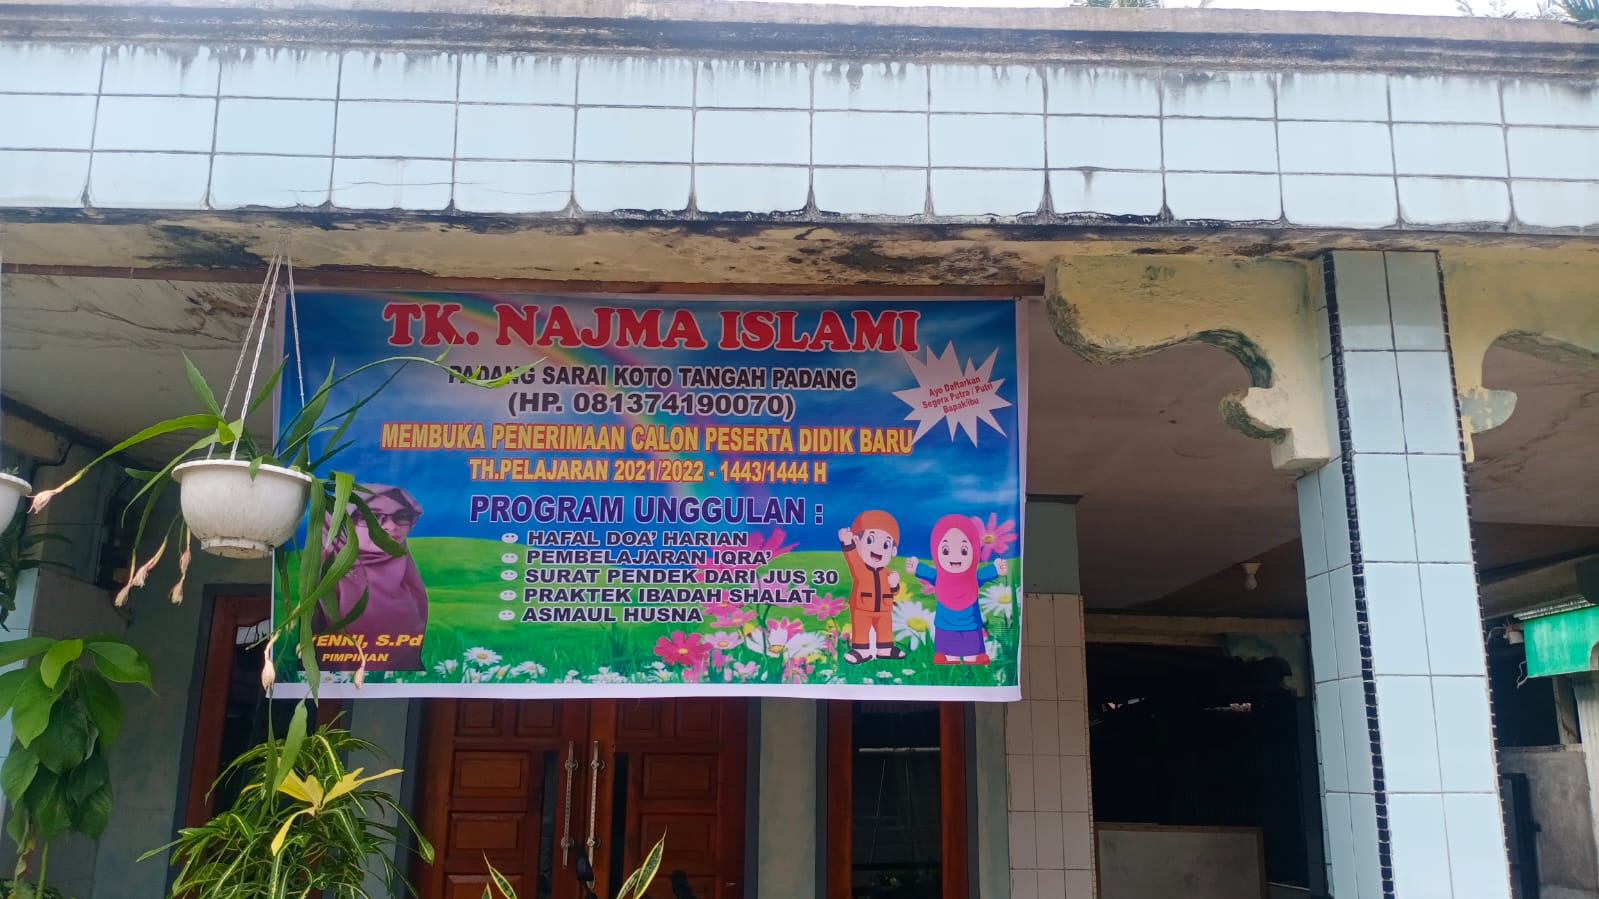 TK. NAJMA ISLAMI
PADANG SARAI KOTO TANGAH PADANG
(HP. 081374190070)
Ayo Daftarkan
Segera Putra / Putri
Bapak/ibu
MEMBUKA PENERIMAAN CALON PESERTA DIDIK BARU
TH.PELAJARAN 2021/2022 - 1443/1444 H
PROGRAM UNGGULAN :
HAFAL DOA' HARIAN
PEMBELAJARAN IQRA'
SURAT PENDEK DARI JUS 30
PRAKTEK IBADAH SHALAT
ASMAUL HUSNA
S.Pd
PIMPINAN